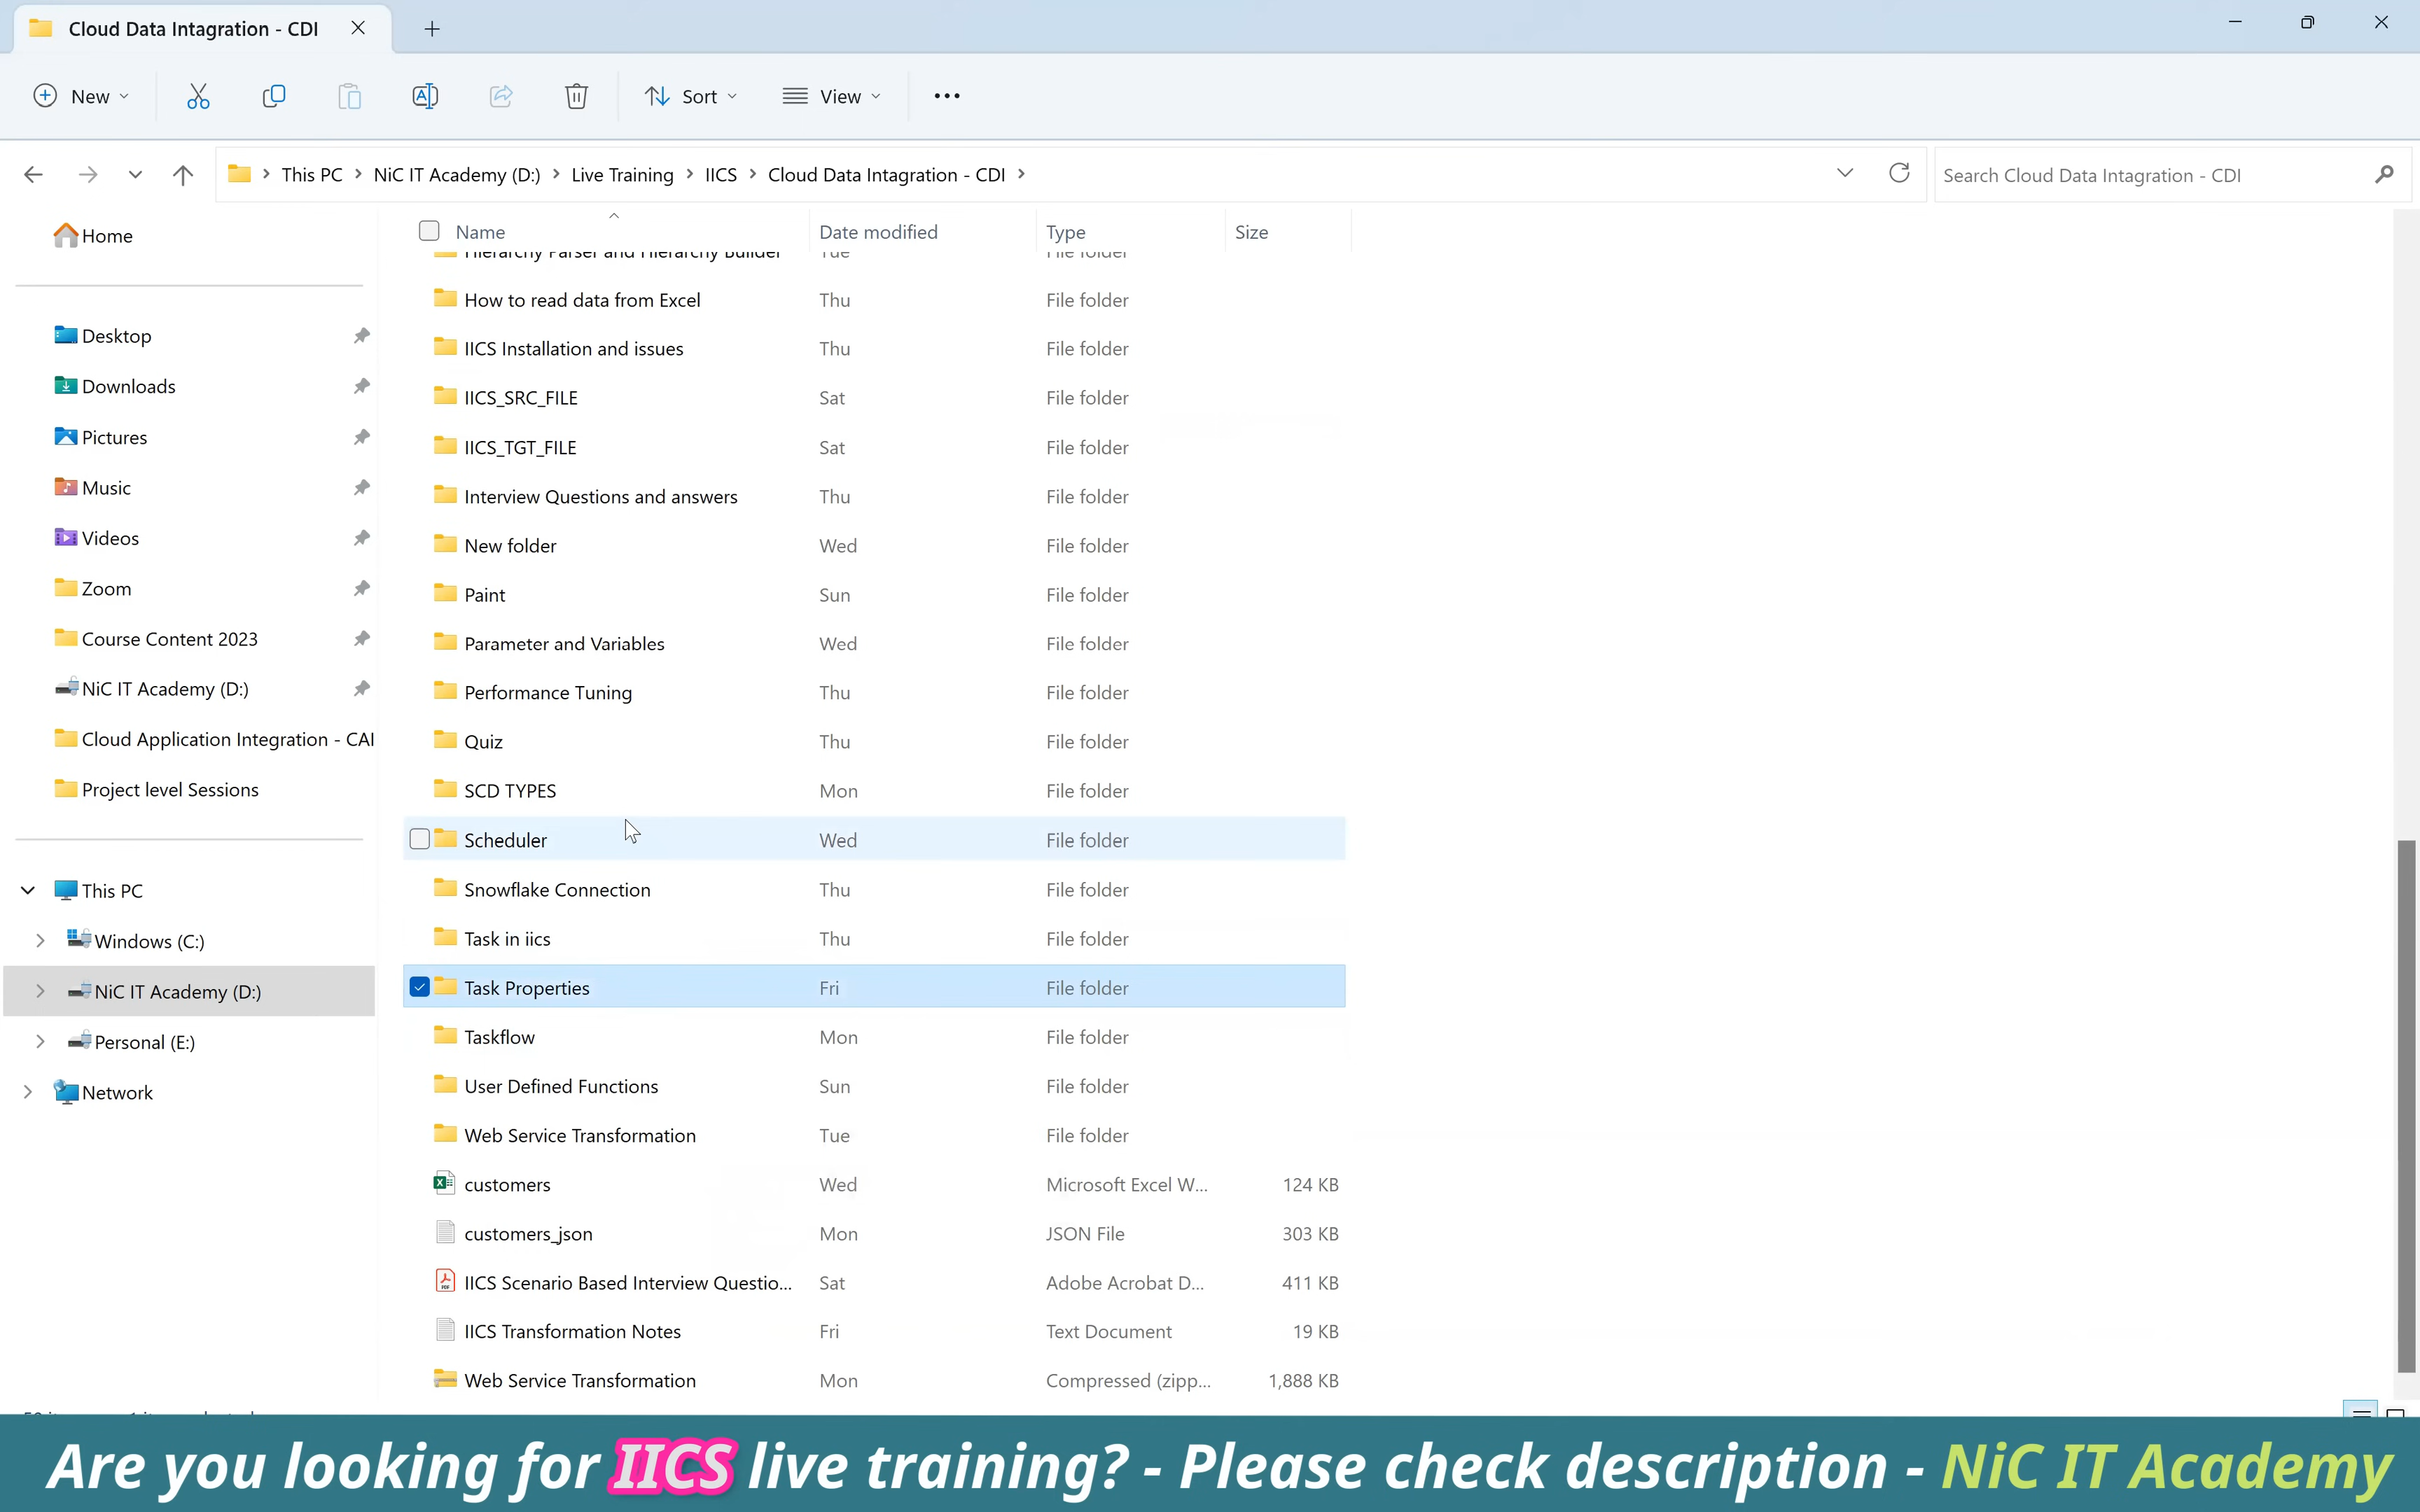 Cloud Data Intagration - CDI
New
Sort
View
This PC NiC IT Academy (D:) Live Training IICS Cloud Data Intagration - CDI
Search Cloud Data Intagration - CDI
Home
Desktop
Downloads
Pictures
Music
Videos
Zoom
Course Content 2023
NiC IT Academy (D:)
Cloud Application Integration - CAI
Project level Sessions
This PC
Windows (C:)
NiC IT Academy (D:)
Personal (E:)
Network
Name Date modified Type Size
Hierarchy Parser and Hierarchy Builder Tue File folder
How to read data from Excel Thu File folder
IICS Installation and issues Thu File folder
IICS_SRC_FILE Sat File folder
IICS_TGT_FILE Sat File folder
Interview Questions and answers Thu File folder
New folder Wed File folder
Paint Sun File folder
Parameter and Variables Wed File folder
Performance Tuning Thu File folder
Quiz Thu File folder
SCD TYPES Mon File folder
Scheduler Wed File folder
Snowflake Connection Thu File folder
Task in iics Thu File folder
Task Properties Fri File folder
Taskflow Mon File folder
User Defined Functions Sun File folder
Web Service Transformation Tue File folder
customers Wed Microsoft Excel W... 124 KB
customers_json Mon JSON File 303 KB
IICS Scenario Based Interview Questio... Sat Adobe Acrobat D... 411 KB
IICS Transformation Notes Fri Text Document 19 KB
Web Service Transformation Mon Compressed (zipp... 1,888 KB
Are you looking for IICS live training? - Please check description - NiC IT Academy